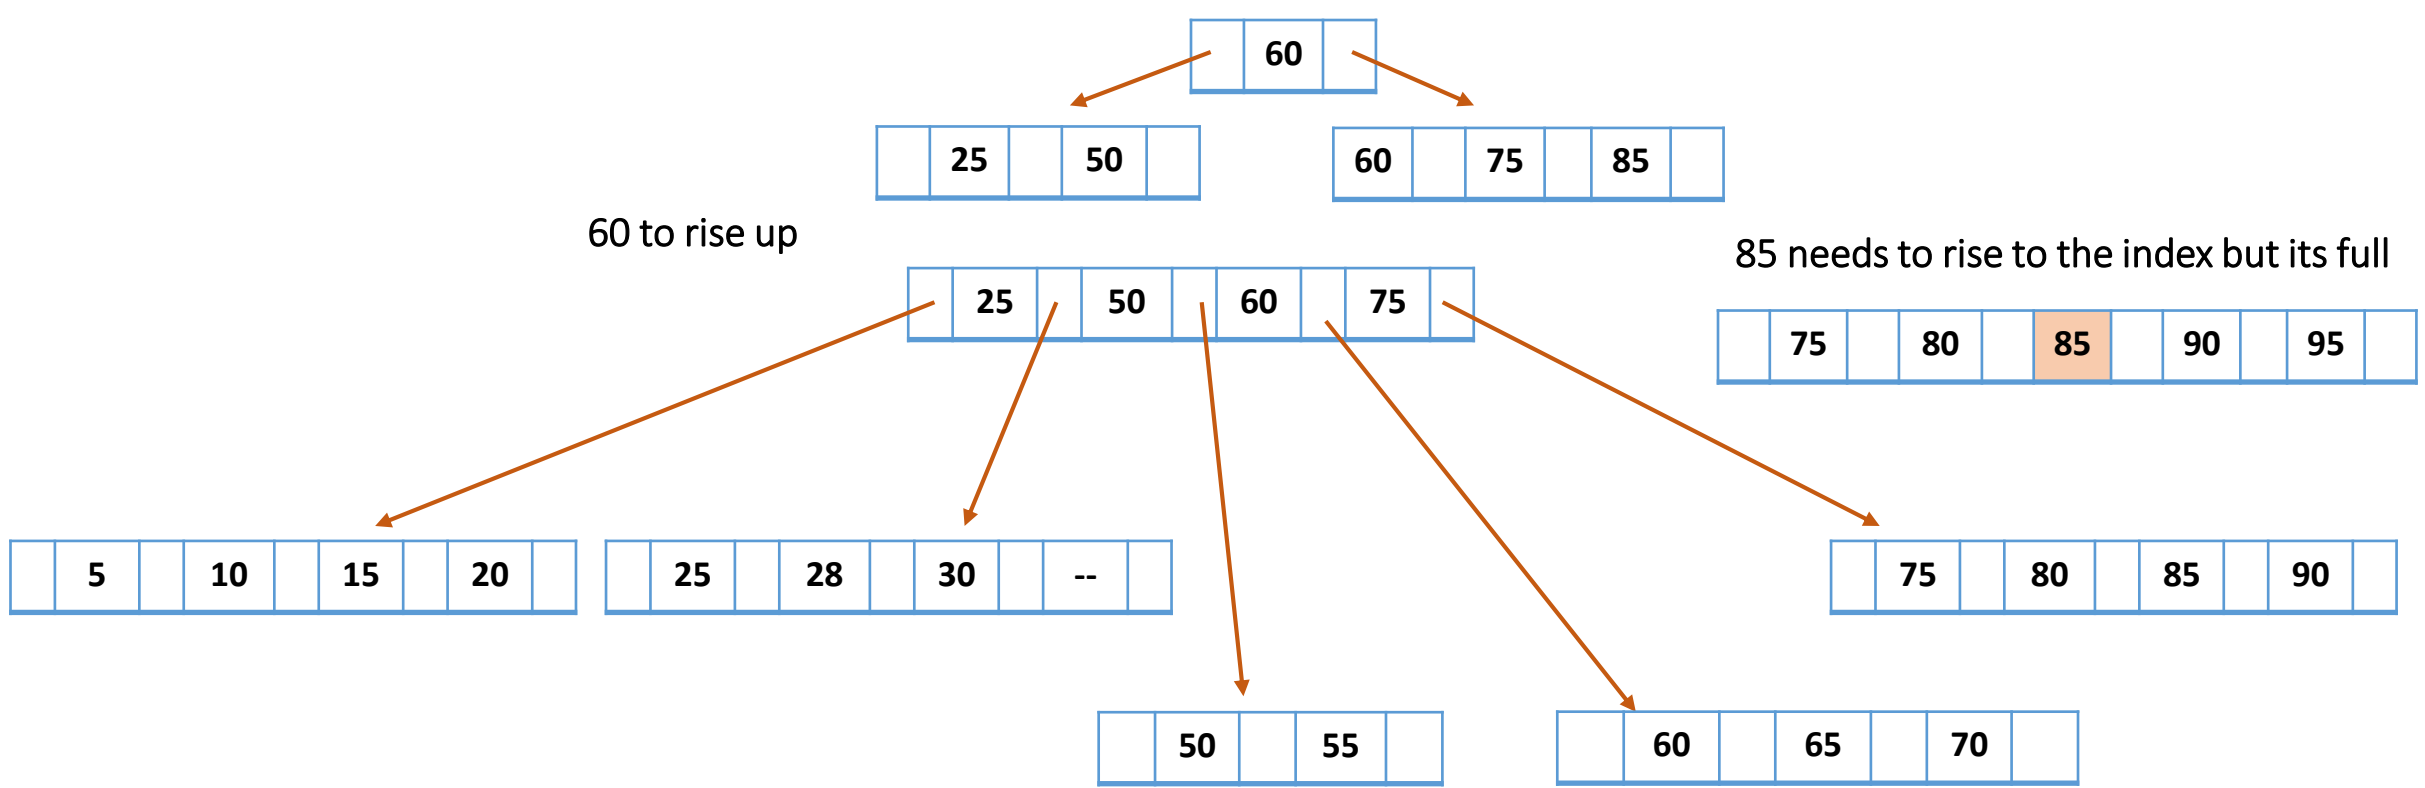 60
25 50
60 75 85
60 to rise up
85 needs to rise to the index but its full
25 50 60 75
75 80 85 90 95
5 10 15 20
25 28 30 --
75 80 85 90
50 55
60 65 70